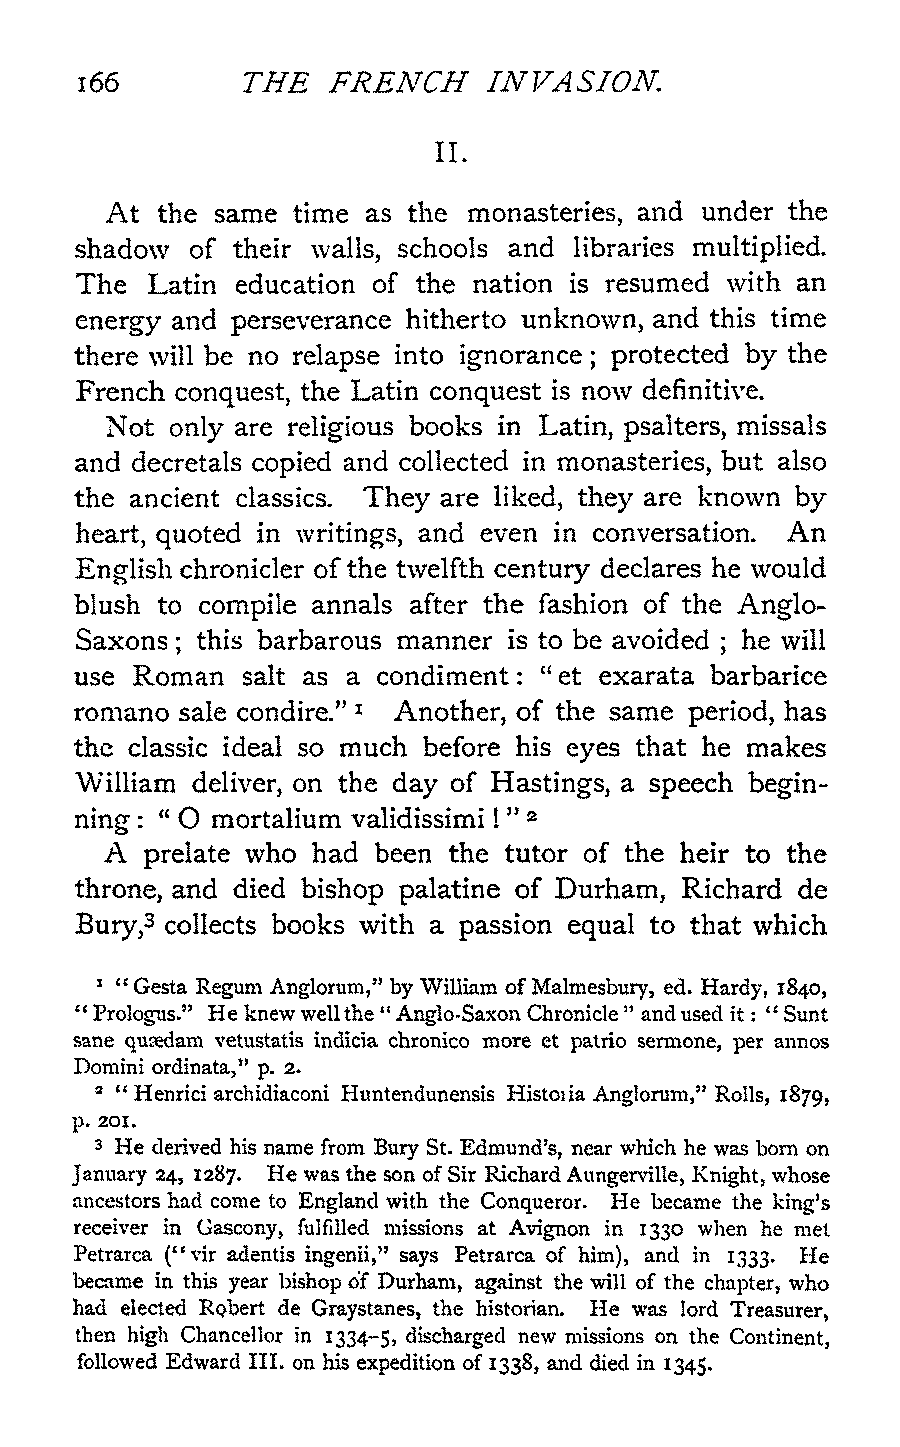 166 THE FRENCH INVASION.
II.
At the same time as the monasteries, and under the
shadow of their walls, schools and libraries multiplied.
The Latin education of the nation is resumed with an
energy and perseverance hitherto unknown, and this time
there will be no relapse into ignorance ; protected by the
French conquest, the Latin conquest is now definitive.
Not only are religious books in Latin, psalters, missals
and decretals copied and collected in monasteries, but also
the ancient classics. They are liked, they are known by
heart, quoted in writings, and even in conversation. An
English chronicler of the twelfth century declares he would
blush to compile annals after the fashion of the Anglo-
Saxons ; this barbarous manner is to be avoided ; he will
use Roman salt as a condiment : “ et exarata barbarice
romano sale condire.” 1 Another, of the same period, has
the classic ideal so much before his eyes that he makes
William deliver, on the day of Hastings, a speech begin-
ning : “ O mortalium validissimi ! ” 2
A prelate who had been the tutor of the heir to the
throne, and died bishop palatine of Durham, Richard de
Bury,3 collects books with a passion equal to that which
1 “ Gesta Regum Anglorum,” by William of Malmesbury, ed. Hardy, 1840,
“ Prologus.” He knew well the “ Anglo-Saxon Chronicle ” and used it : “ Sunt
sane quædam vetustatis indicia chronico more et patrio sermone, per annos
Domini ordinata,” p. 2.
2 “ Henrici archidiaconi Huntendunensis Historia Anglorum,” Rolls, 1879,
p. 201.
3 He derived his name from Bury St. Edmund's, near which he was born on
January 24, 1287. He was the son of Sir Richard Aungerville, Knight, whose
ancestors had come to England with the Conqueror. He became the king's
receiver in Gascony, fulfilled missions at Avignon in 1330 when he met
Petrarca (“ vir adentis ingenii,” says Petrarca of him), and in 1333. He
became in this year bishop of Durham, against the will of the chapter, who
had elected Robert de Graystanes, the historian. He was lord Treasurer,
then high Chancellor in 1334–5, discharged new missions on the Continent,
followed Edward III. on his expedition of 1338, and died in 1345.